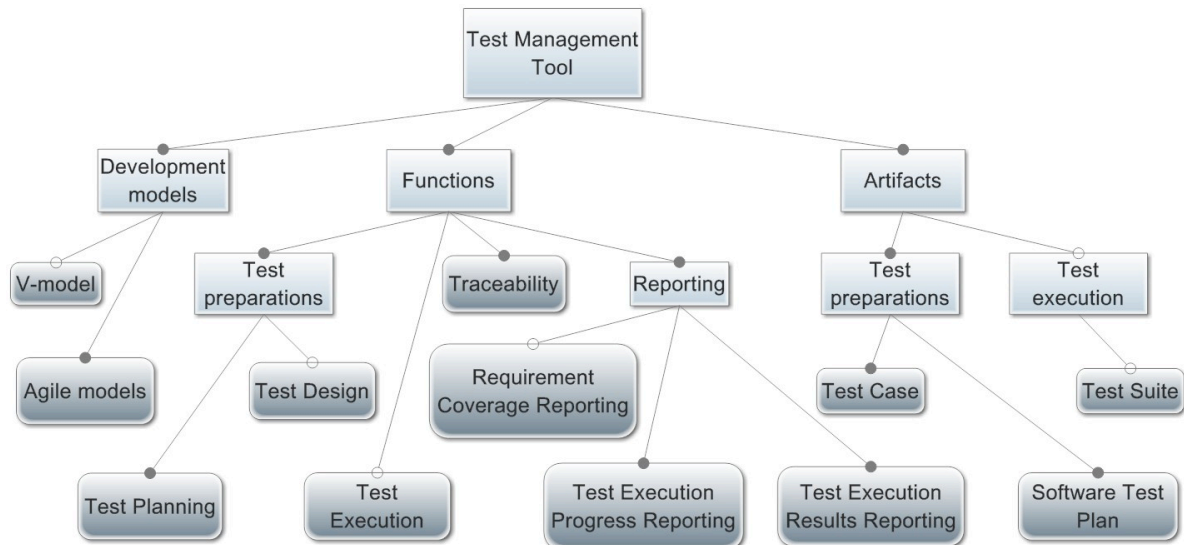 Test Management
Tool
Development
models
Functions
Artifacts
V-model
Test
preparations
Traceability
Reporting
Test
preparations
Test
execution
Agile models
Test Design
Requirement
Coverage Reporting
Test Case
Test Suite
Test Planning
Test
Execution
Test Execution
Progress Reporting
Test Execution
Results Reporting
Software Test
Plan